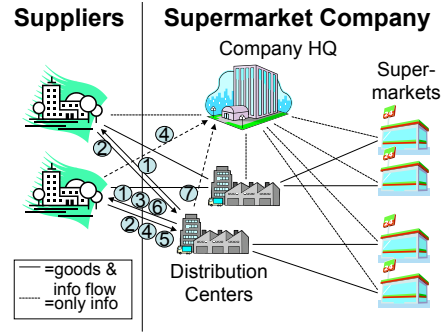 Suppliers
Supermarket Company
Company HQ
Super-
markets
4
2
1
1
3
6
7
2
4
5
Distribution
Centers
=goods &
info flow
=only info